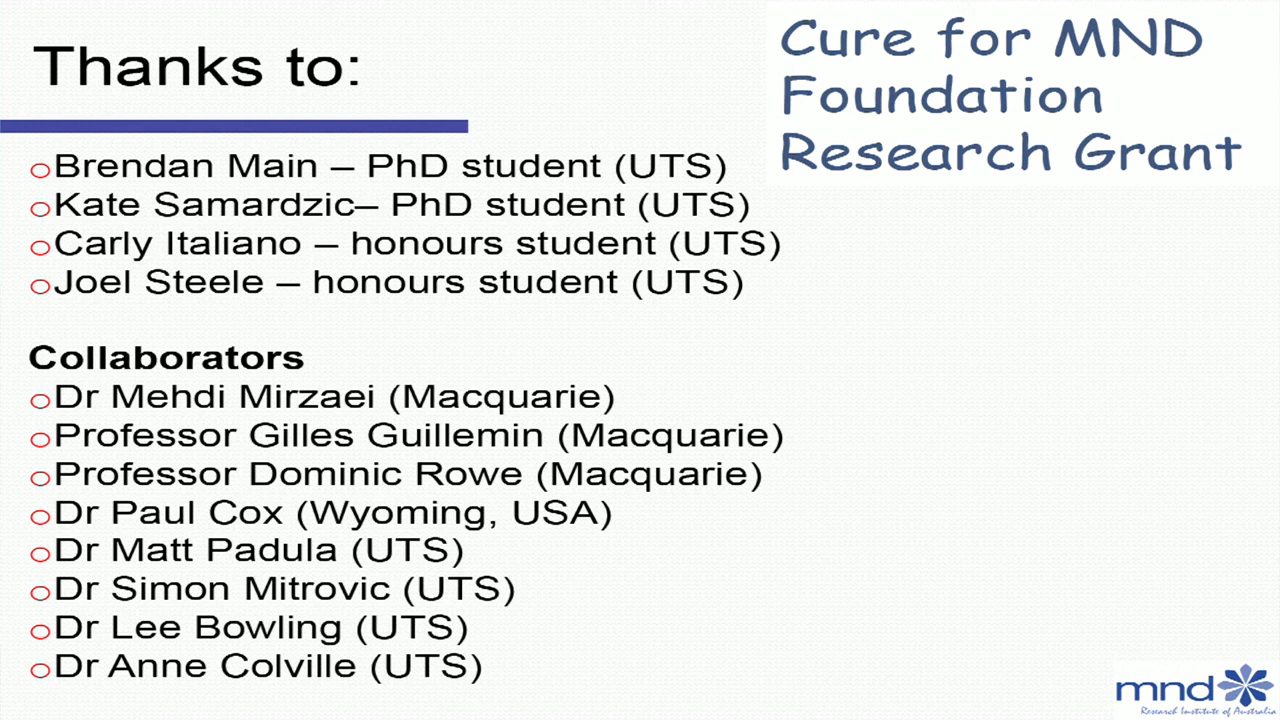 Thanks to:
Cure for MND
Foundation
Research Grant
Brendan Main – PhD student (UTS)
Kate Samardzic– PhD student (UTS)
Carly Italiano – honours student (UTS)
Joel Steele – honours student (UTS)
Collaborators
Dr Mehdi Mirzaei (Macquarie)
Professor Gilles Guillemin (Macquarie)
Professor Dominic Rowe (Macquarie)
Dr Paul Cox (Wyoming, USA)
Dr Matt Padula (UTS)
Dr Simon Mitrovic (UTS)
Dr Lee Bowling (UTS)
Dr Anne Colville (UTS)
mnd
Research Institute of Australia